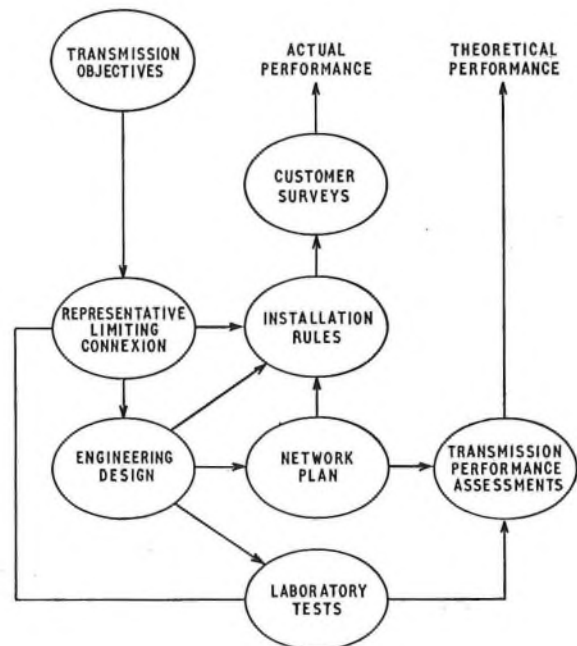 TRANSMISSION
OBJECTIVES
ACTUAL
PERFORMANCE
THEORETICAL
PERFORMANCE
CUSTOMER
SURVEYS
REPRESENTATIVE
LIMITING
CONNEXION
INSTALLATION
RULES
ENGINEERING
DESIGN
NETWORK
PLAN
TRANSMISSION
PERFORMANCE
ASSESSMENTS
LABORATORY
TESTS